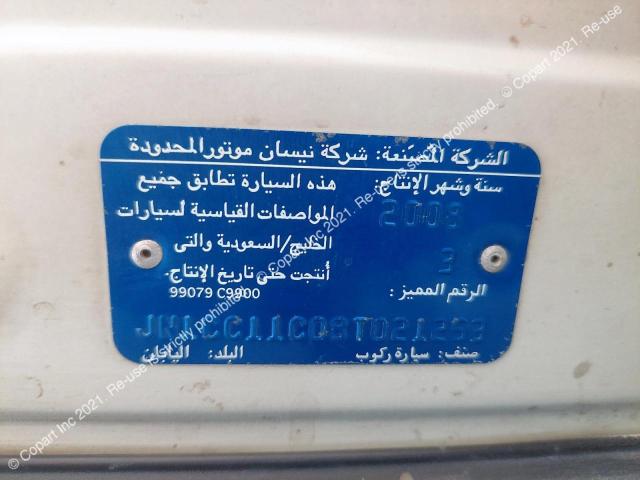 الشركة المصنعة: شركة نيسان موتور المحدودة
سنة وشهر الإنتاج:
2008
3
الرقم المميز:
هذه السيارة تطابق جميع
المواصفات القياسية لسيارات
الخليج/السعودية والتى
أنتجت حتى تاريخ الإنتاج.
99079 C9900
صنف: سيارة ركوب
البلد: اليابان
© Copart 2021. Re-use strictly prohibited.